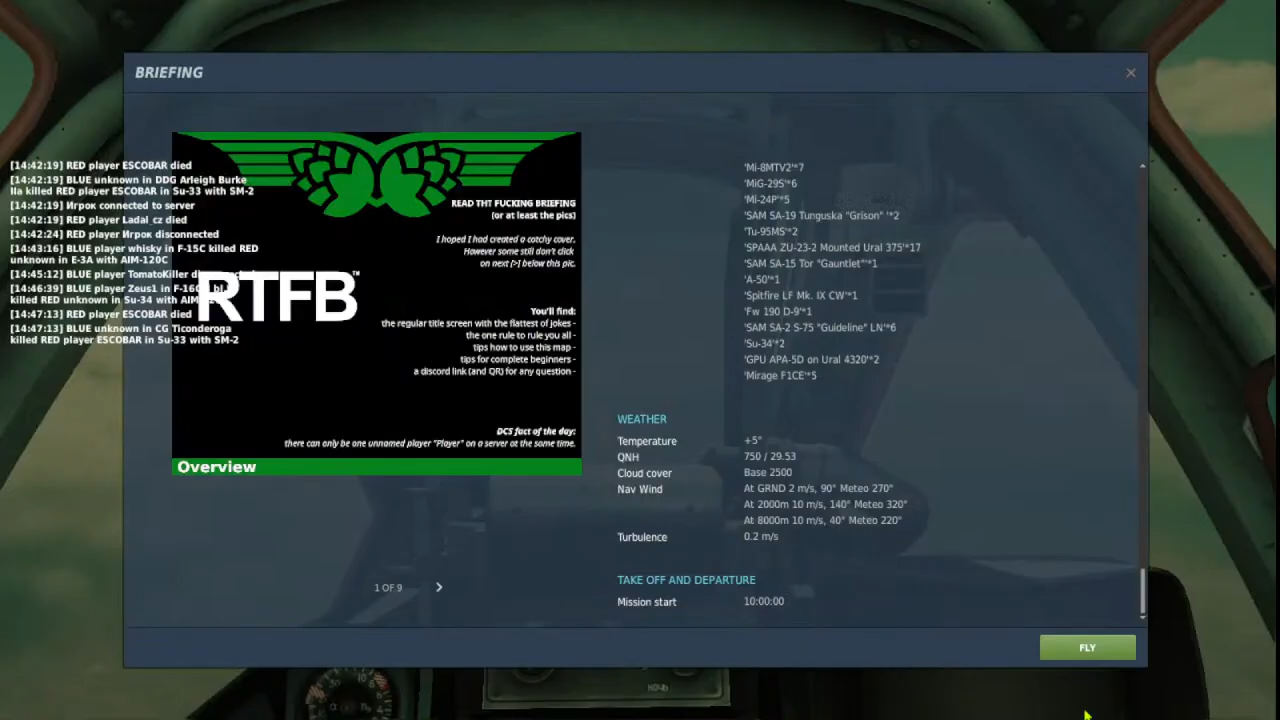 BRIEFING
×
[14:42:19] RED player ESCOBAR died
[14:42:19] BLUE unknown in DDG Arleigh Burke
IIa killed RED player ESCOBAR in Su-33 with SM-2
[14:42:19] Игрок connected to server
[14:42:19] RED player Ladal_cz died
[14:42:24] RED player Игрок disconnected
[14:43:16] BLUE player whisky in F-15C killed RED
unknown in E-3A with AIM-120C
[14:45:12] BLUE player TomatoKiller
[14:46:39] BLUE player Zeus1 in F-16C
killed RED unknown in Su-34 with
[14:47:13] RED player ESCOBAR died
[14:47:13] BLUE unknown in CG Ticonderoga
killed RED player ESCOBAR in Su-33 with SM-2
READ THT FUCKING BRIEFING
(or at least the pics)
I hoped I had created a catchy cover.
However some still don't click
on next [>] below this pic.
RTFB™
You'll find:
the regular title screen with the flattest of jokes -
the one rule to rule you all -
tips how to use this map -
tips for complete beginners -
a discord link (and QR) for any question -
DCS fact of the day:
there can only be one unnamed player "Player" on a server at the same time.
Overview
1 OF 9
'Mi-8MTV2'*7
'MiG-29S'*6
'Mi-24P'*5
'SAM SA-19 Tunguska "Grison" '*2
'Tu-95MS'*2
'SPAAA ZU-23-2 Mounted Ural 375'*17
'SAM SA-15 Tor "Gauntlet"'*1
'A-50'*1
'Spitfire LF Mk. IX CW'*1
'Fw 190 D-9'*1
'SAM SA-2 S-75 "Guideline" LN'*6
'Su-34'*2
'GPU APA-5D on Ural 4320'*2
'Mirage F1CE'*5
WEATHER
Temperature +5°
QNH 750 / 29.53
Cloud cover Base 2500
Nav Wind At GRND 2 m/s, 90° Meteo 270°
At 2000m 10 m/s, 140° Meteo 320°
At 8000m 10 m/s, 40° Meteo 220°
Turbulence 0.2 m/s
TAKE OFF AND DEPARTURE
Mission start 10:00:00
FLY